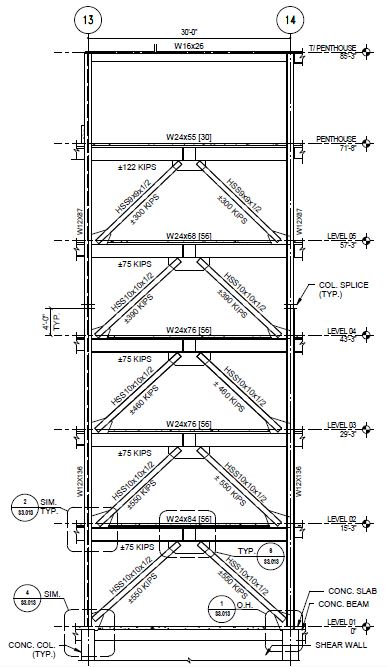 13
14
30'-0"
W16x26
T/ PENTHOUSE
85'-3"
W24x55 [30]
PENTHOUSE
71'-8"
±122 KIPS
HSS9x9x1/2
±300 KIPS
HSS9x9x1/2
±300 KIPS
W12X87
W12X87
W24x68 [56]
LEVEL 05
57'-3"
±75 KIPS
HSS10x10x1/2
±390 KIPS
HSS10x10x1/2
±390 KIPS
COL. SPLICE
(TYP.)
4'-0"
TYP.
W24x76 [56]
LEVEL 04
43'-3"
±75 KIPS
HSS10x10x1/2
±460 KIPS
HSS10x10x1/2
± 460 KIPS
W24x76 [56]
LEVEL 03
29'-3"
±75 KIPS
HSS10x10x1/2
±550 KIPS
HSS10x10x1/2
± 550 KIPS
W12X136
W12X136
2
S3.013
SIM.
TYP.
W24x84 [56]
LEVEL 02
15'-3"
±75 KIPS
TYP.
6
S3.013
HSS10x10x1/2
±550 KIPS
HSS10x10x1/2
±550 KIPS
4
S3.013
SIM.
1
S3.013
O.H.
CONC. SLAB
CONC. BEAM
LEVEL 01
0'
CONC. COL.
(TYP.)
SHEAR WALL